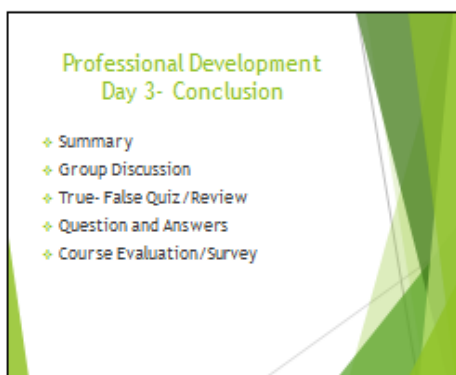 Professional Development
Day 3- Conclusion
Summary
Group Discussion
True- False Quiz/Review
Question and Answers
Course Evaluation/Survey